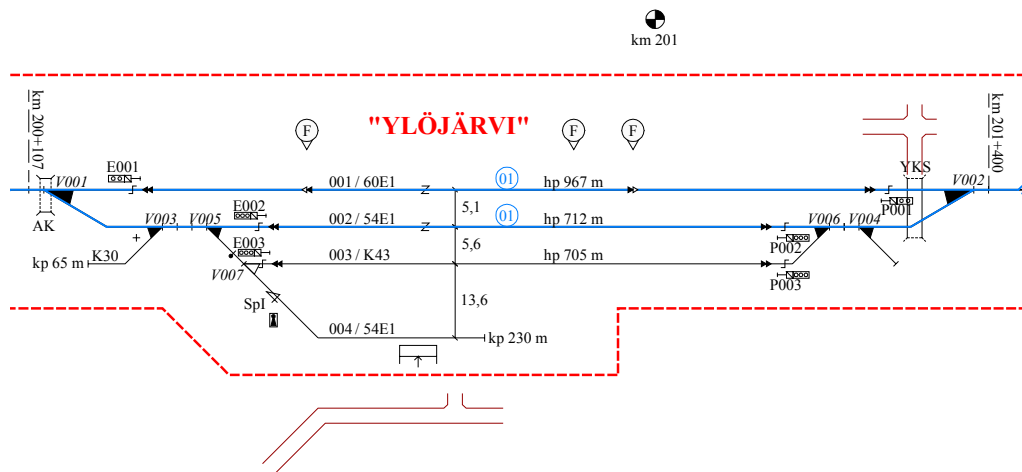 km 201
km 200+107
km 201+400
F
F
F
"YLÖJÄRVI"
E001
YKS
V001
001 / 60E1
01
hp 967 m
V002
P001
AK
E002
5,1
V003
V005
002 / 54E1
01
hp 712 m
V006
V004
E003
5,6
P002
kp 65 m
K30
V007
003 / K43
hp 705 m
P003
SpI
13,6
004 / 54E1
kp 230 m